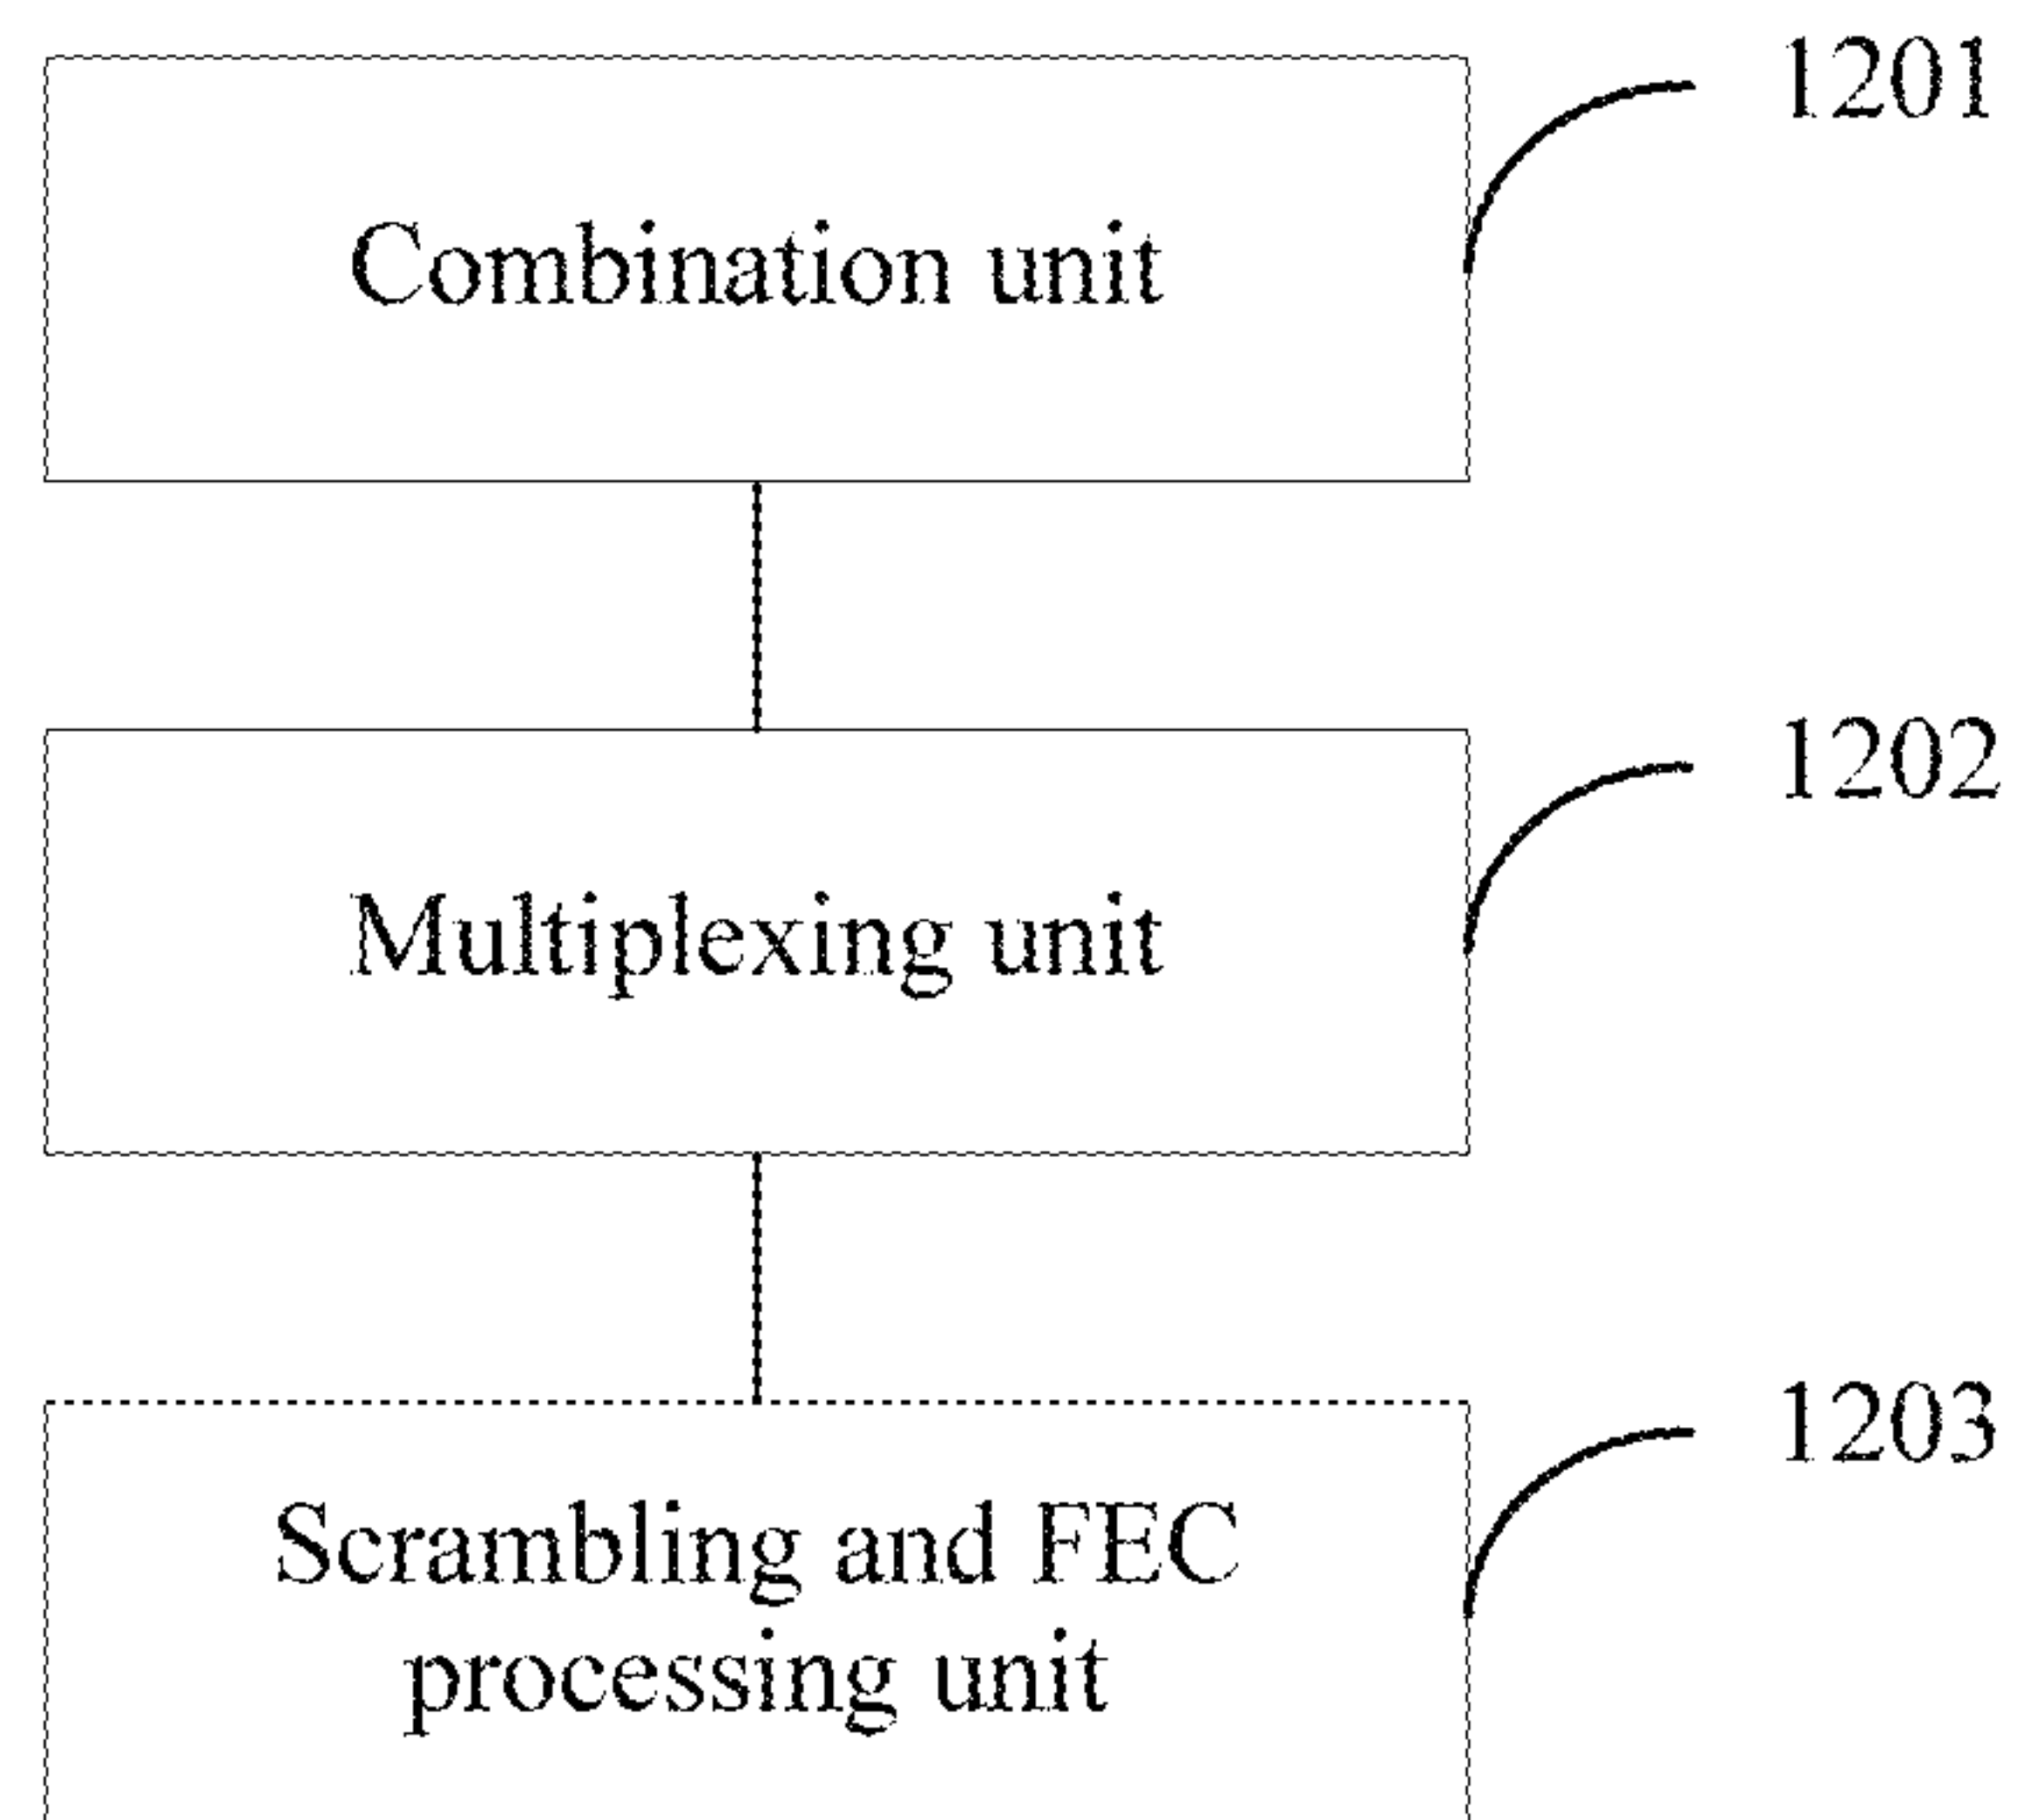 1201
Combination unit
1202
Multiplexing unit
1203
Scrambling and FEC
processing unit